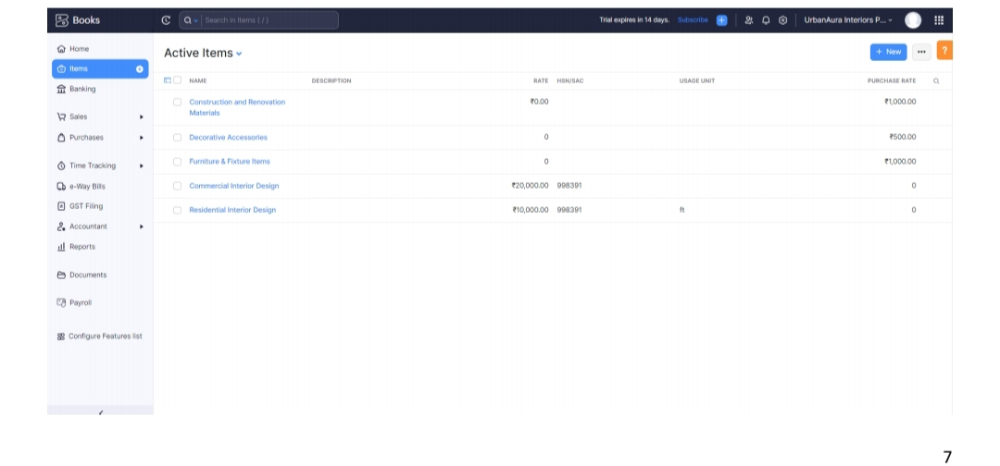 Books
Search in Items ( / )
Trial expires in 14 days. Subscribe
UrbanAura Interiors P...
Home
Items
Banking
Sales
Purchases
Time Tracking
e-Way Bills
GST Filing
Accountant
Reports
Documents
Payroll
Configure Features list
Active Items
+ New
?
NAME DESCRIPTION RATE HSN/SAC USAGE UNIT PURCHASE RATE
Construction and Renovation ₹0.00 ₹1,000.00
Materials
Decorative Accessories 0 ₹500.00
Furniture & Fixture Items 0 ₹1,000.00
Commercial Interior Design ₹20,000.00 998391 0
Residential Interior Design ₹10,000.00 998391 ft 0
7